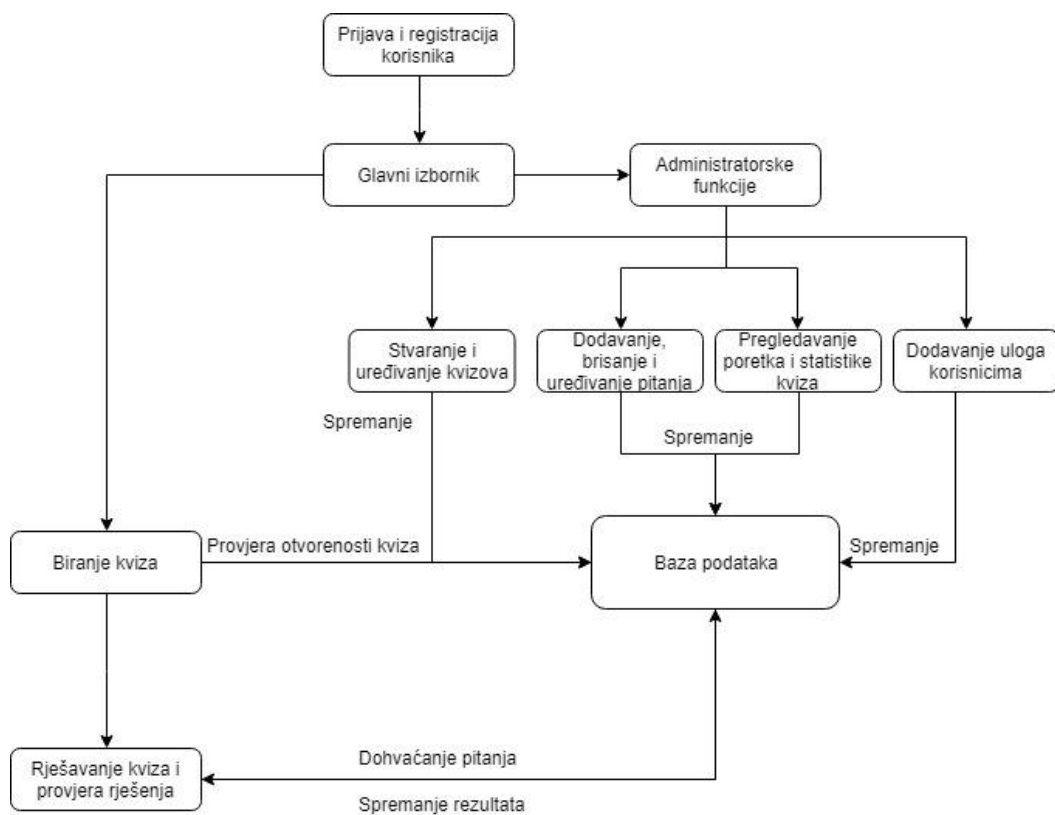 Prijava i registracija
korisnika
Glavni izbornik
Administratorske
funkcije
Stvaranje i
uređivanje kvizova
Dodavanje,
brisanje i
uređivanje pitanja
Pregledavanje
poretka i statistike
kviza
Dodavanje uloga
korisnicima
Spremanje
Spremanje
Biranje kviza
Provjera otvorenosti kviza
Baza podataka
Spremanje
Rješavanje kviza i
provjera rješenja
Dohvaćanje pitanja
Spremanje rezultata